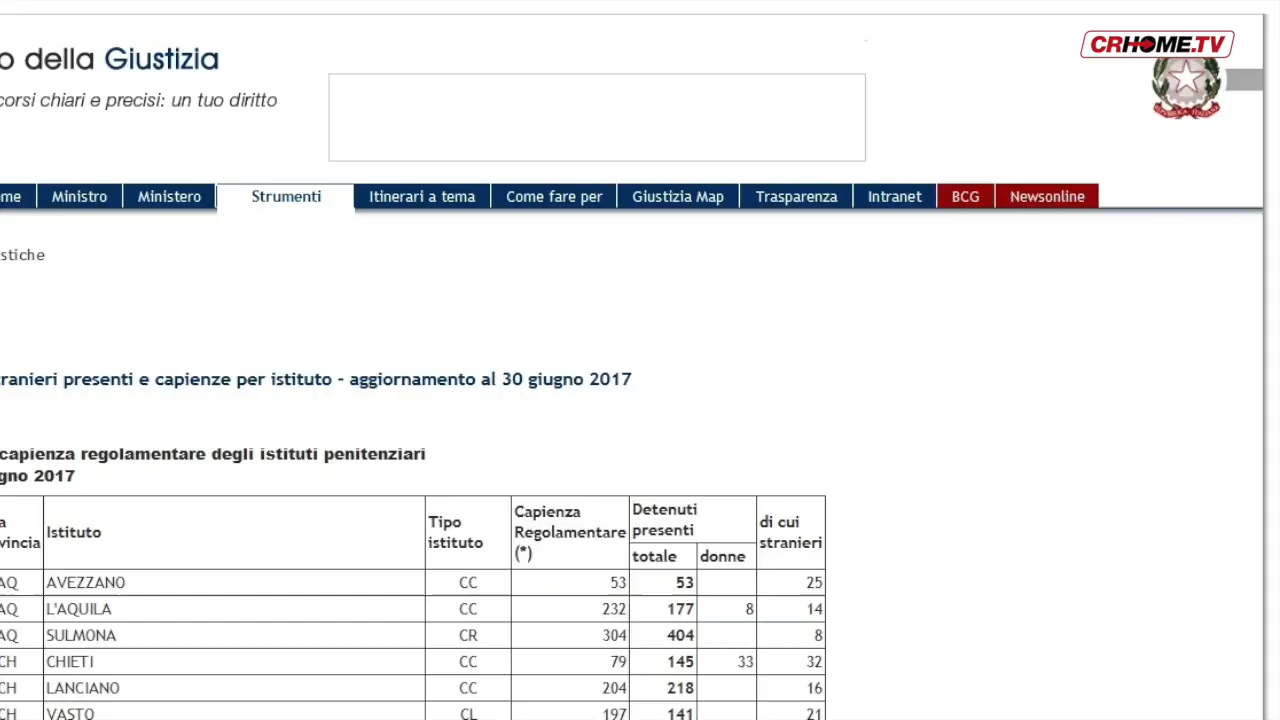 CRHOME.TV
o della Giustizia
corsi chiari e precisi: un tuo diritto
REPVBBLICA ITALIANA
me Ministro Ministero Strumenti Itinerari a tema Come fare per Giustizia Map Trasparenza Intranet BCG Newsonline
stiche
tranieri presenti e capienze per istituto - aggiornamento al 30 giugno 2017
capienza regolamentare degli istituti penitenziari
gno 2017
a
vincia
Istituto
Tipo
istituto
Capienza
Regolamentare
(*)
Detenuti
presenti
totale donne
di cui
stranieri
AQ AVEZZANO CC 53 53 25
AQ L'AQUILA CC 232 177 8 14
AQ SULMONA CR 304 404 8
CH CHIETI CC 79 145 33 32
CH LANCIANO CC 204 218 16
CH VASTO CL 197 141 21